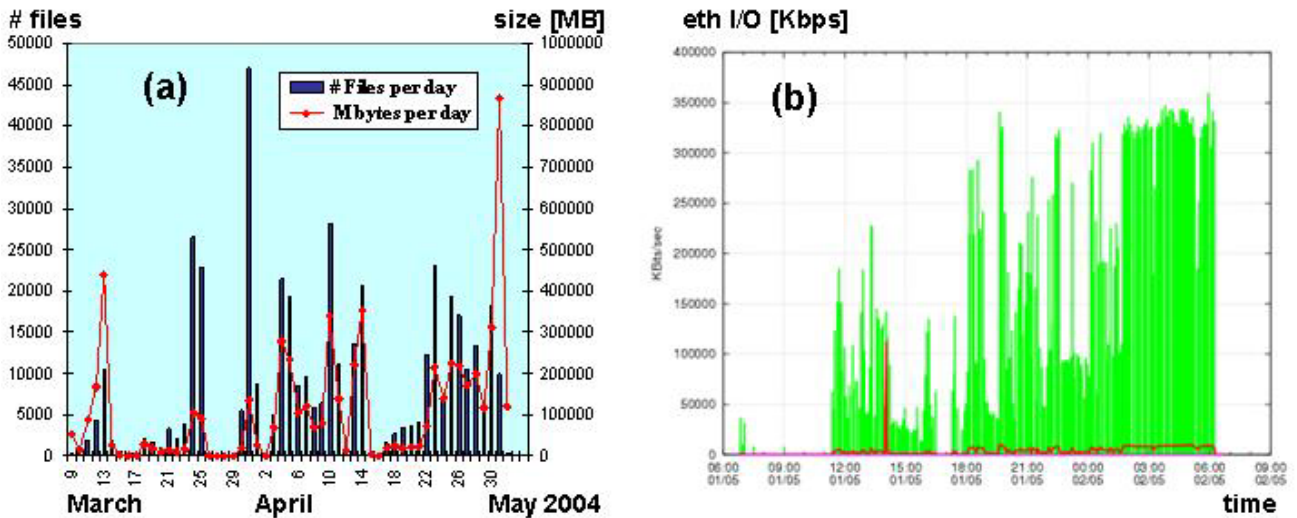 # files
size [MB]
50000
45000
40000
35000
30000
25000
20000
15000
10000
5000
0
1000000
900000
800000
700000
600000
500000
400000
300000
200000
100000
0
(a)
# Files per day
Mbytes per day
9 13 17 21 25 29 2 6 10 14 18 22 26 30
March April May 2004
eth I/O [Kbps]
400000
350000
300000
250000
200000
150000
100000
50000
0
KBits/sec
(b)
06:00 09:00 12:00 15:00 18:00 21:00 00:00 03:00 06:00 09:00
01/05 01/05 01/05 01/05 01/05 01/05 02/05 02/05 02/05 02/05
time